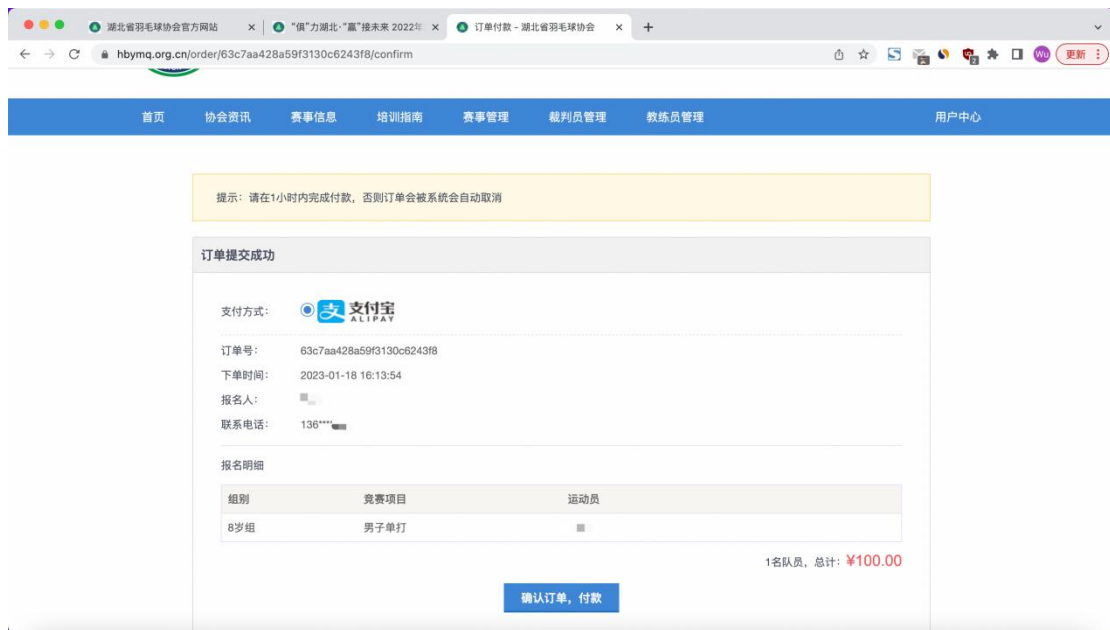 湖北省羽毛球协会官方网站
“俱”力湖北·“赢”接未来 2022年
订单付款 - 湖北省羽毛球协会
hbymq.org.cn/order/63c7aa428a59f3130c6243f8/confirm
Wu
更新
首页 协会资讯 赛事信息 培训指南 赛事管理 裁判员管理 教练员管理 用户中心
提示：请在1小时内完成付款，否则订单会被系统会自动取消
订单提交成功
支付方式： 支 支付宝
ALIPAY
订单号： 63c7aa428a59f3130c6243f8
下单时间： 2023-01-18 16:13:54
报名人：
联系电话： 136****
报名明细
组别 竞赛项目 运动员
8岁组 男子单打
1名队员，总计：¥100.00
确认订单，付款